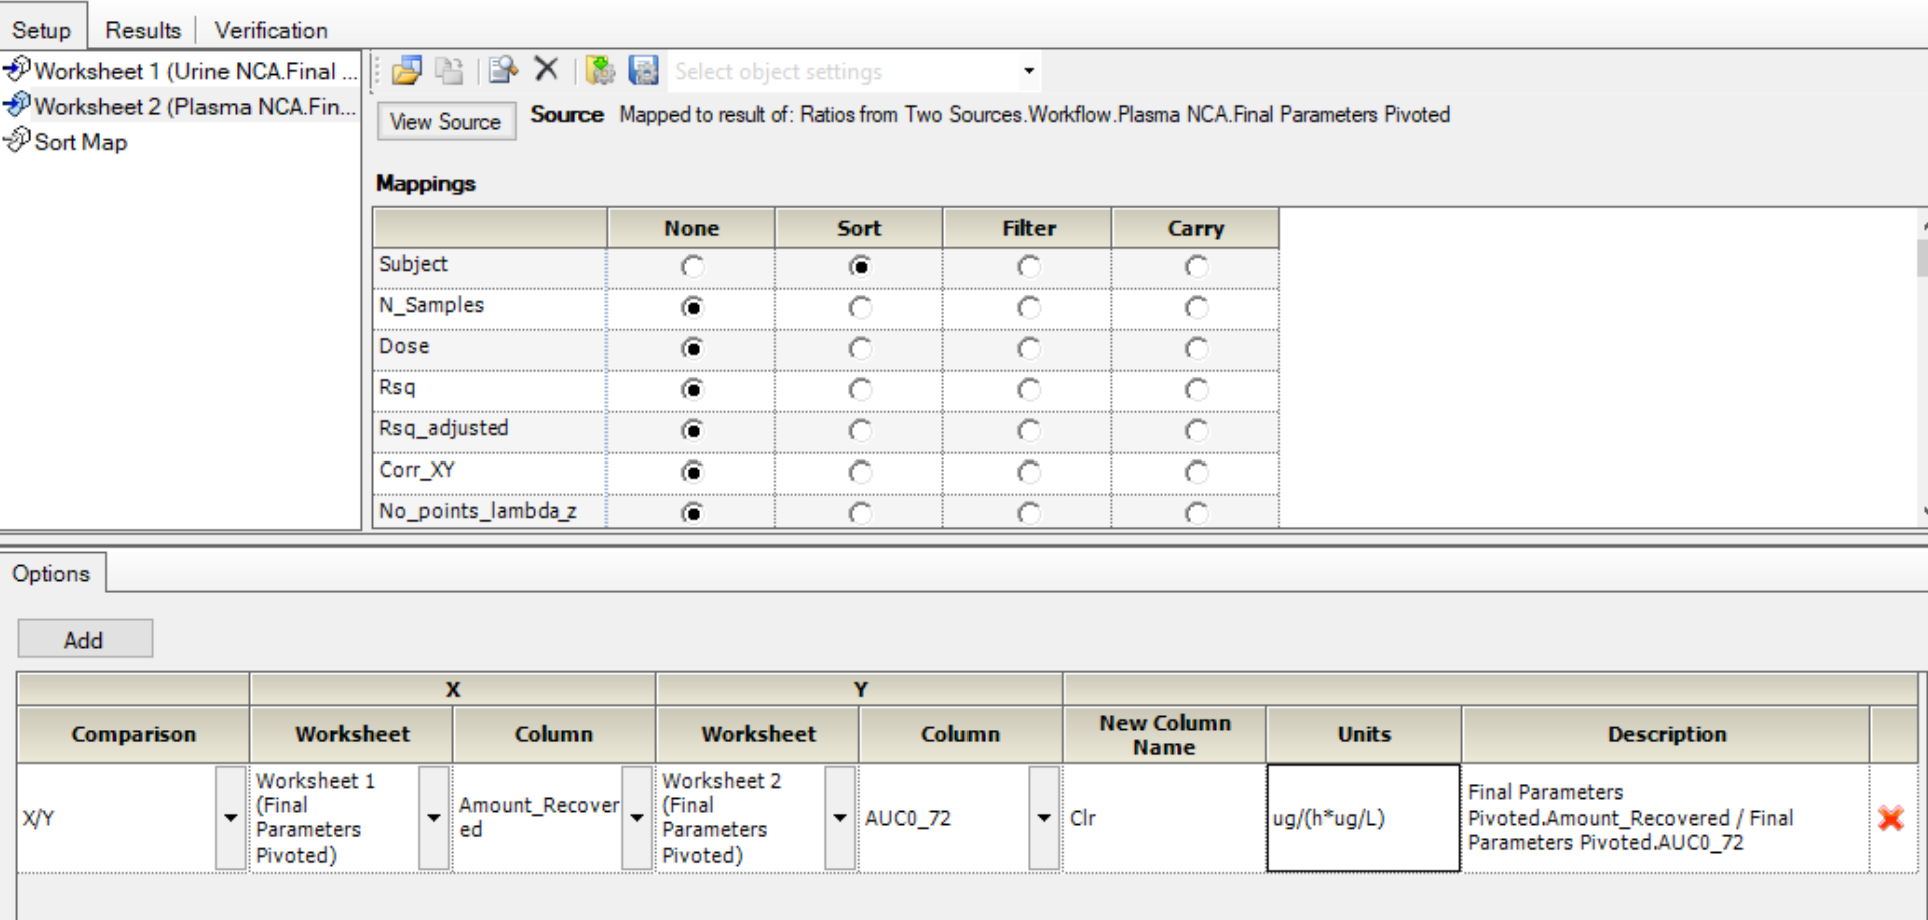 Setup
Results
Verification
Worksheet 1 (Urine NCA.Final ...
Worksheet 2 (Plasma NCA.Fin...
Sort Map
Select object settings
View Source
Source Mapped to result of: Ratios from Two Sources.Workflow.Plasma NCA.Final Parameters Pivoted
Mappings
None Sort Filter Carry
Subject
N_Samples
Dose
Rsq
Rsq_adjusted
Corr_XY
No_points_lambda_z
Options
Add
X Y
Comparison Worksheet Column Worksheet Column New Column Name Units Description
X/Y
Worksheet 1
(Final
Parameters
Pivoted)
Amount_Recover
ed
Worksheet 2
(Final
Parameters
Pivoted)
AUC0_72
Clr
ug/(h*ug/L)
Final Parameters
Pivoted.Amount_Recovered / Final
Parameters Pivoted.AUC0_72